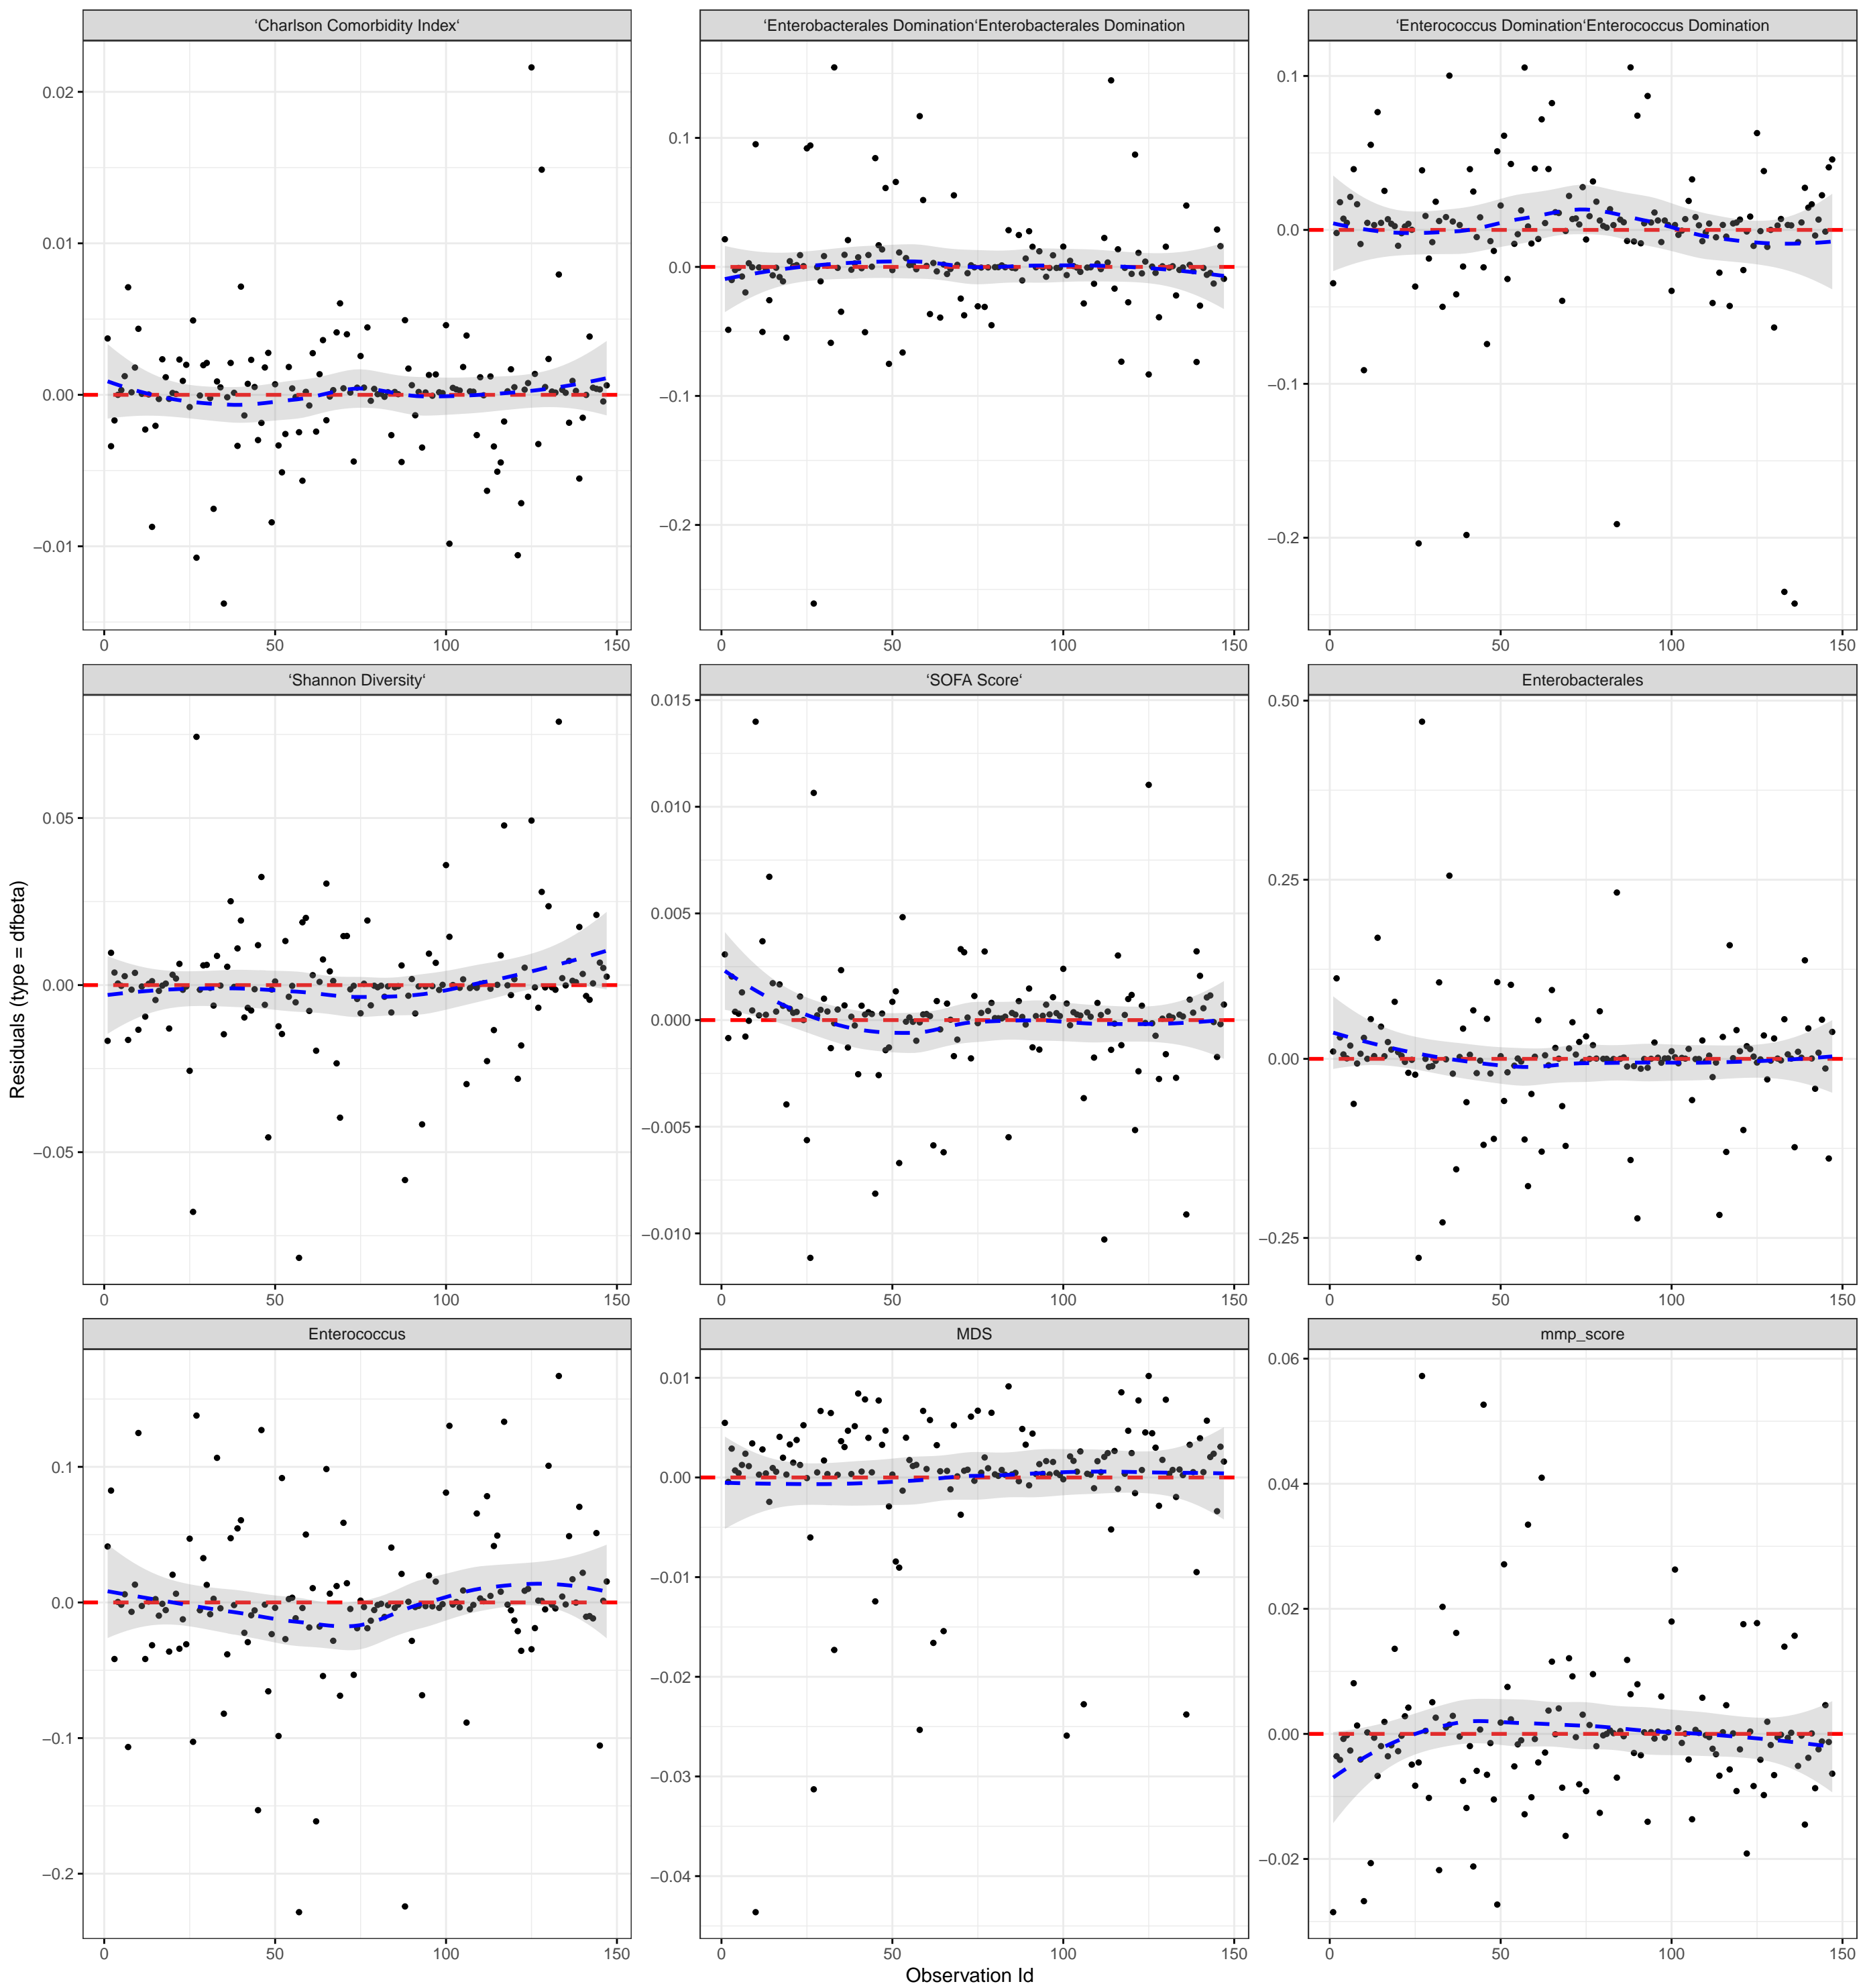 ‘Charlson Comorbidity Index‘
‘Enterobacterales Domination‘Enterobacterales Domination
‘Enterococcus Domination‘Enterococcus Domination
0.02
0.01
0.00
−0.01
0.1
0.0
−0.1
−0.2
0.1
0.0
−0.1
−0.2
0 50 100 150
0 50 100 150
0 50 100 150
‘Shannon Diversity‘
‘SOFA Score‘
Enterobacterales
0.05
0.00
−0.05
0.015
0.010
0.005
0.000
−0.005
−0.010
0.50
0.25
0.00
−0.25
0 50 100 150
0 50 100 150
0 50 100 150
Residuals (type = dfbeta)
Enterococcus
MDS
mmp_score
0.1
0.0
−0.1
−0.2
0.01
0.00
−0.01
−0.02
−0.03
−0.04
0.06
0.04
0.02
0.00
−0.02
0 50 100 150
0 50 100 150
0 50 100 150
Observation Id